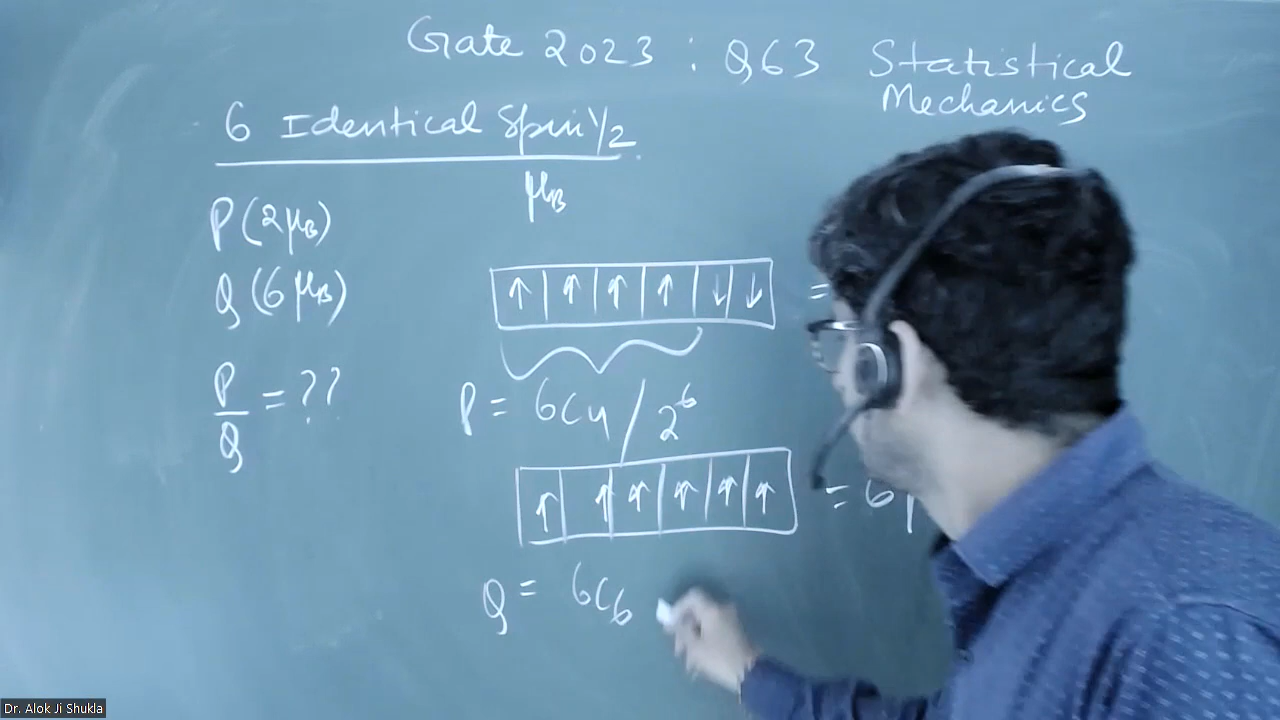 Gate 2023 : Q63 Statistical
Mechanics
6 Identical Spin 1/2
μB
P(2μB)
Q(6μB)
P/Q = ??
↑ ↑ ↑ ↑ ↓ ↓ =
P = 6C4 / 2^6
↑ ↑ ↑ ↑ ↑ ↑ = 6
Q = 6C6
Dr. Alok Ji Shukla